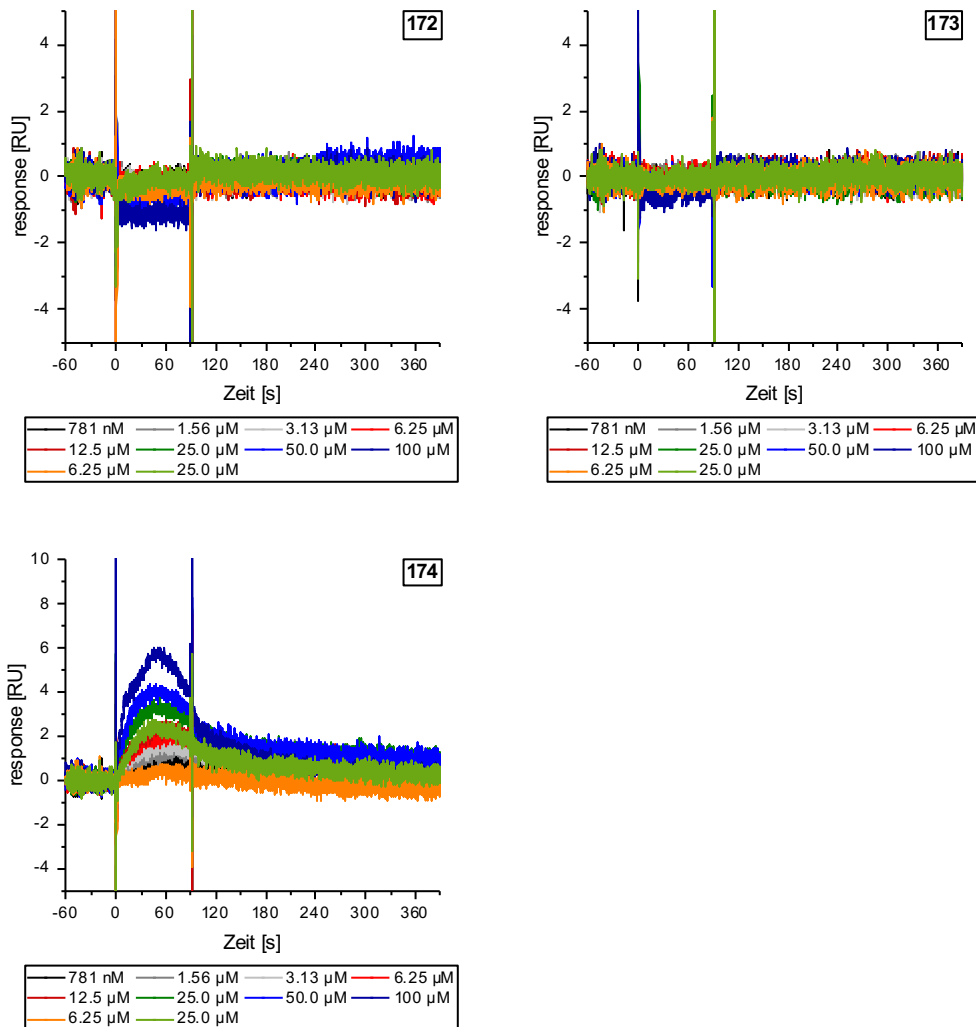 172
4
2
0
-2
-4
response [RU]
-60 0 60 120 180 240 300 360
Zeit [s]
781 nM 1.56 µM 3.13 µM 6.25 µM
12.5 µM 25.0 µM 50.0 µM 100 µM
6.25 µM 25.0 µM
173
4
2
0
-2
-4
response [RU]
-60 0 60 120 180 240 300 360
Zeit [s]
781 nM 1.56 µM 3.13 µM 6.25 µM
12.5 µM 25.0 µM 50.0 µM 100 µM
6.25 µM 25.0 µM
174
10
8
6
4
2
0
-2
-4
response [RU]
-60 0 60 120 180 240 300 360
Zeit [s]
781 nM 1.56 µM 3.13 µM 6.25 µM
12.5 µM 25.0 µM 50.0 µM 100 µM
6.25 µM 25.0 µM